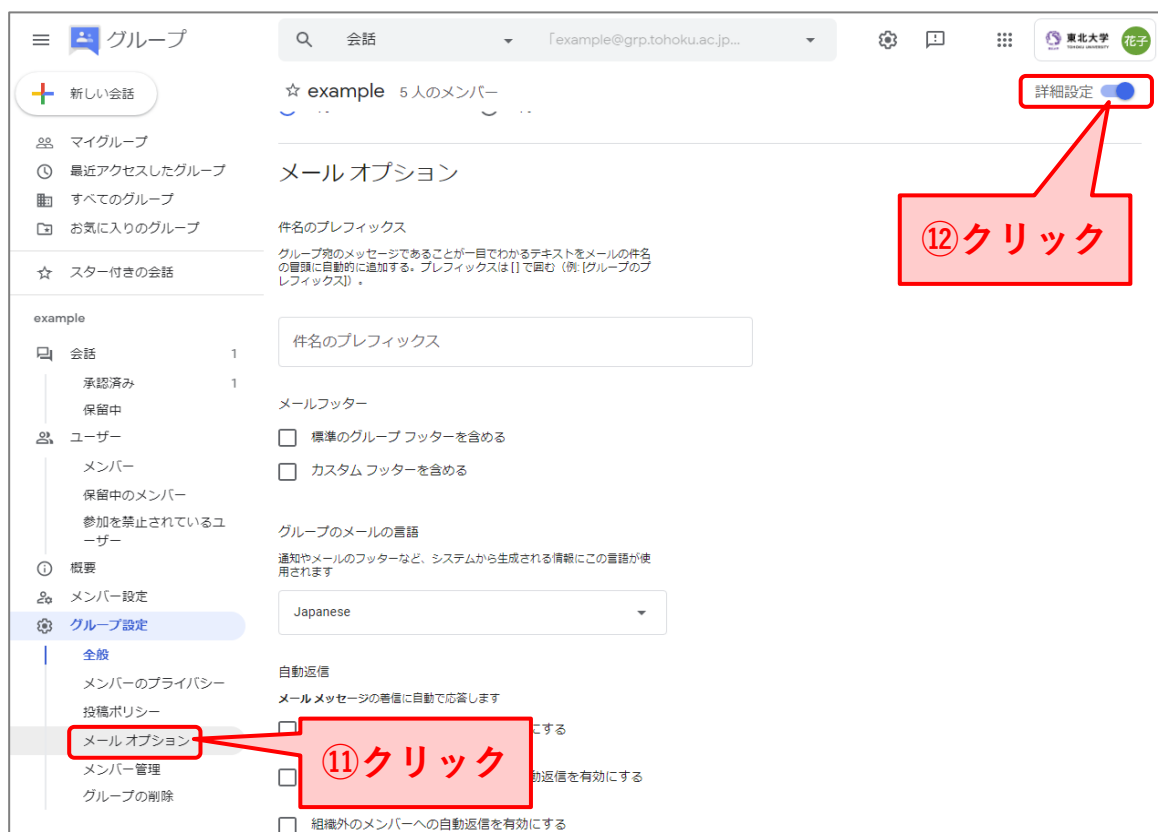 グループ
会話
「example@grp.tohoku.ac.jp...
東北大学
TOHOKU UNIVERSITY
花子
新しい会話
☆ example 5 人のメンバー
詳細設定
マイグループ
最近アクセスしたグループ
すべてのグループ
お気に入りのグループ
スター付きの会話
example
会話 1
承認済み 1
保留中
ユーザー
メンバー
保留中のメンバー
参加を禁止されているユ
ーザー
概要
メンバー設定
グループ設定
全般
メンバーのプライバシー
投稿ポリシー
メール オプション
メンバー管理
グループの削除
メール オプション
件名のプレフィックス
グループ宛のメッセージであることが一目でわかるテキストをメールの件名
の冒頭に自動的に追加する。プレフィックスは [] で囲む（例: [グループのプ
レフィックス]）。
件名のプレフィックス
メールフッター
標準のグループ フッターを含める
カスタム フッターを含める
グループのメールの言語
通知やメールのフッターなど、システムから生成される情報にこの言語が使
用されます
Japanese
自動返信
メール メッセージの着信に自動で応答します
にする
動返信を有効にする
組織外のメンバーへの自動返信を有効にする
⑪クリック
⑫クリック